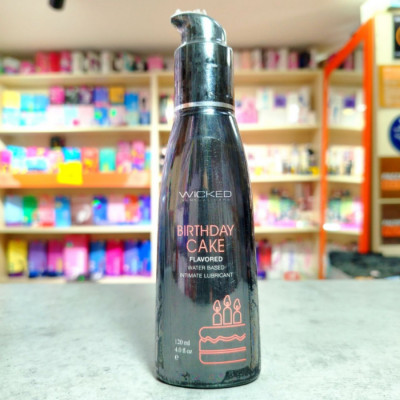 WICKED
BIRTHDAY
CAKE
FLAVORED
WATER BASED
INTIMATE LUBRICANT
120 ml
4.0 fl oz
e